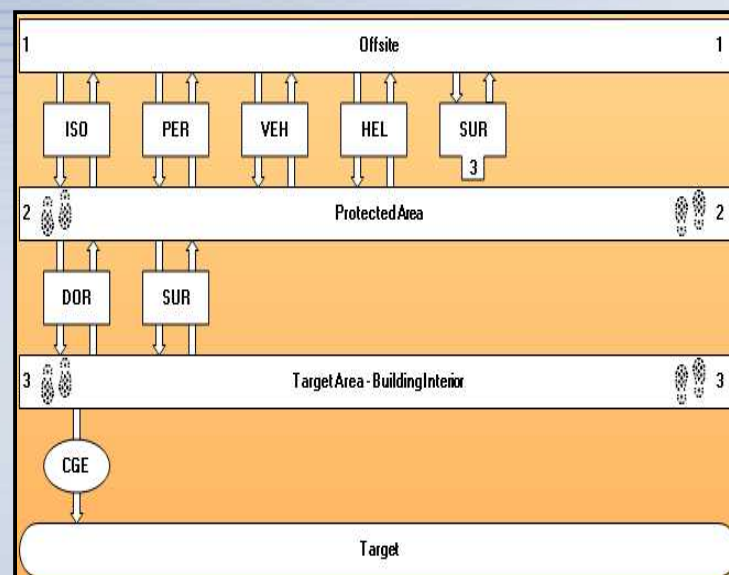 1 Offsite 1
ISO PER VEH HEL SUR
3
2 Protected Area 2
DOR SUR
3 Target Area - Building Interior 3
CGE
Target